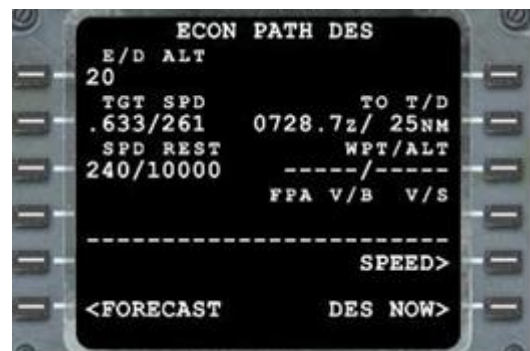 ECON PATH DES
E/D ALT
20
TGT SPD TO T/D
.633/261 0728.7Z/ 25NM
SPD REST WPT/ALT
240/10000 -----/-----
FPA V/B V/S
------------------------
SPEED>
<FORECAST DES NOW>